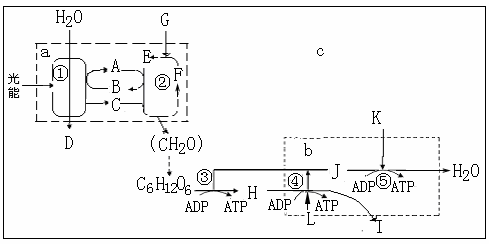 H₂O G
a c
① A E
光能 B ② F
C
D (CH₂O) K
b
C₆H₁₂O₆ ③ H ④ J ⑤ H₂O
ADP ATP ADP ATP ADP ATP
L I